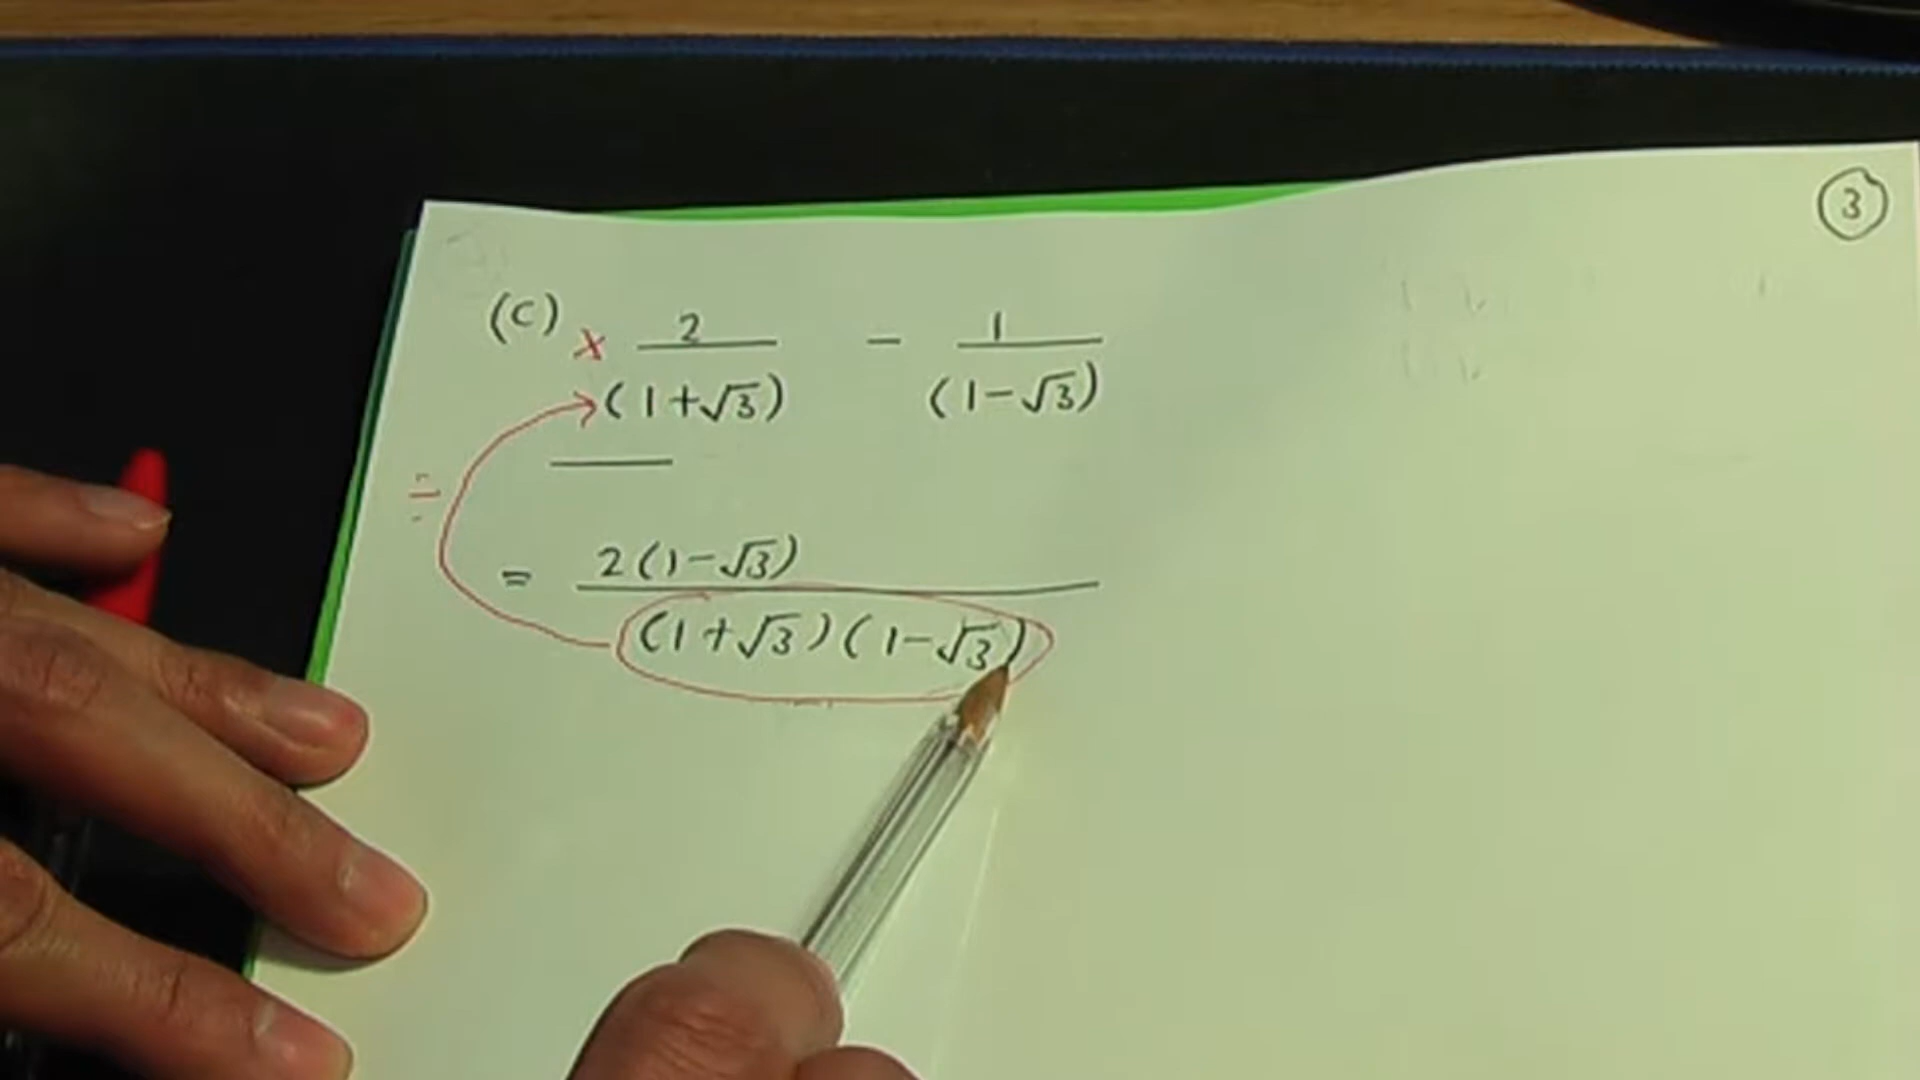 3
(C) × 2/(1+√3) − 1/(1−√3)
÷
= 2(1−√3)/(1+√3)(1−√3)